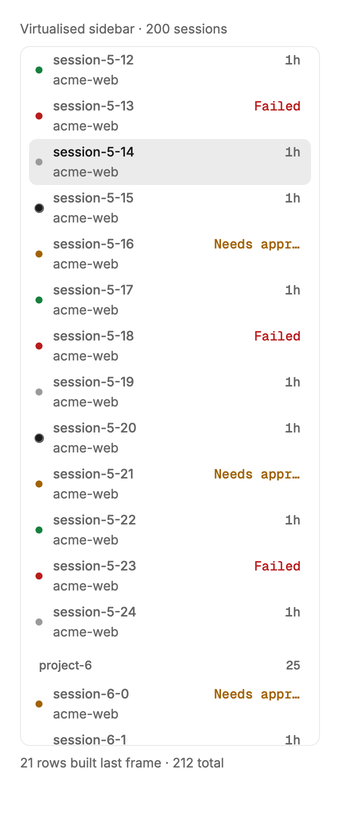 Virtualised sidebar · 200 sessions
session-5-12 1h
acme-web
session-5-13 Failed
acme-web
session-5-14 1h
acme-web
session-5-15 1h
acme-web
session-5-16 Needs appr…
acme-web
session-5-17 1h
acme-web
session-5-18 Failed
acme-web
session-5-19 1h
acme-web
session-5-20 1h
acme-web
session-5-21 Needs appr…
acme-web
session-5-22 1h
acme-web
session-5-23 Failed
acme-web
session-5-24 1h
acme-web
project-6 25
session-6-0 Needs appr…
acme-web
session-6-1 1h
21 rows built last frame · 212 total